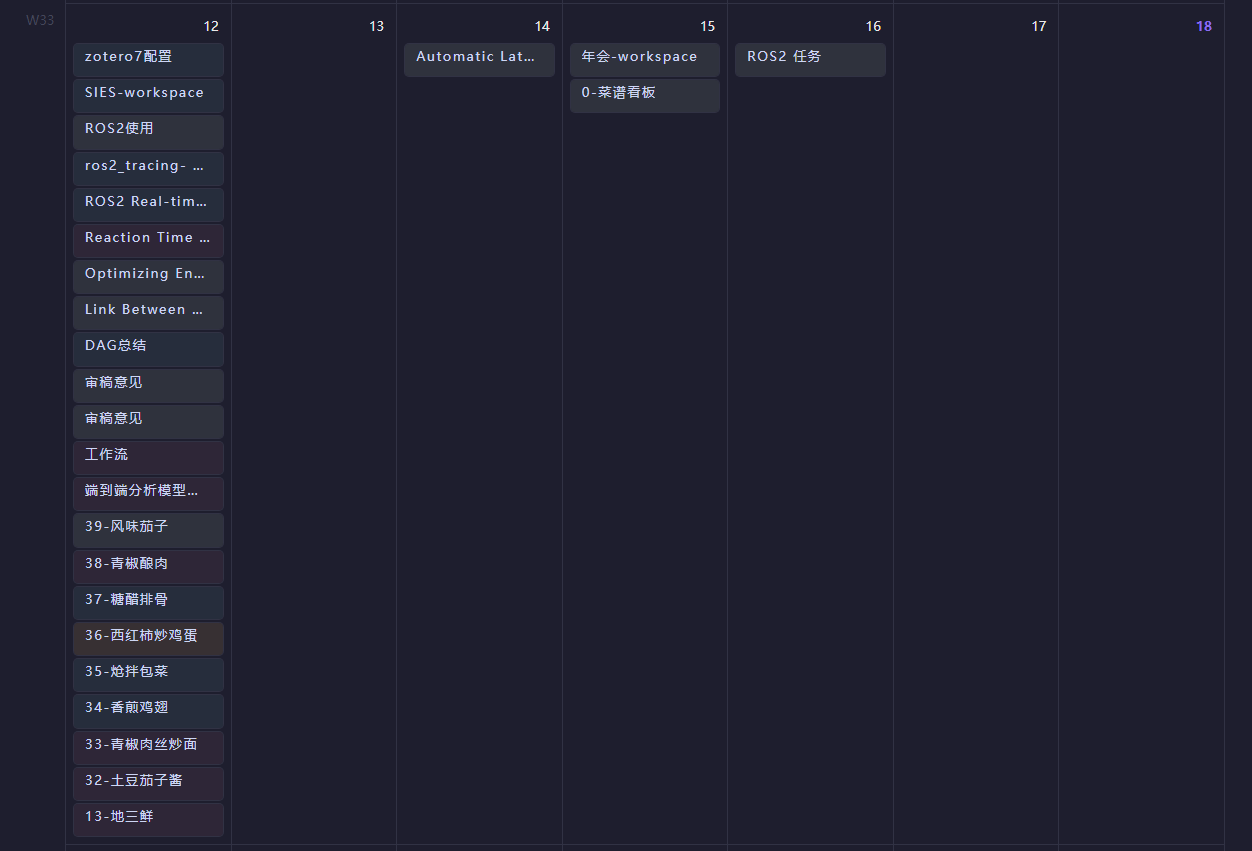 W33
12
13
14
15
16
17
18
zotero7配置
SIES-workspace
ROS2使用
ros2_tracing- ...
ROS2 Real-tim...
Reaction Time ...
Optimizing En...
Link Between ...
DAG总结
审稿意见
审稿意见
工作流
端到端分析模型...
39-风味茄子
38-青椒酿肉
37-糖醋排骨
36-西红柿炒鸡蛋
35-炝拌包菜
34-香煎鸡翅
33-青椒肉丝炒面
32-土豆茄子酱
13-地三鲜
Automatic Lat...
年会-workspace
0-菜谱看板
ROS2 任务